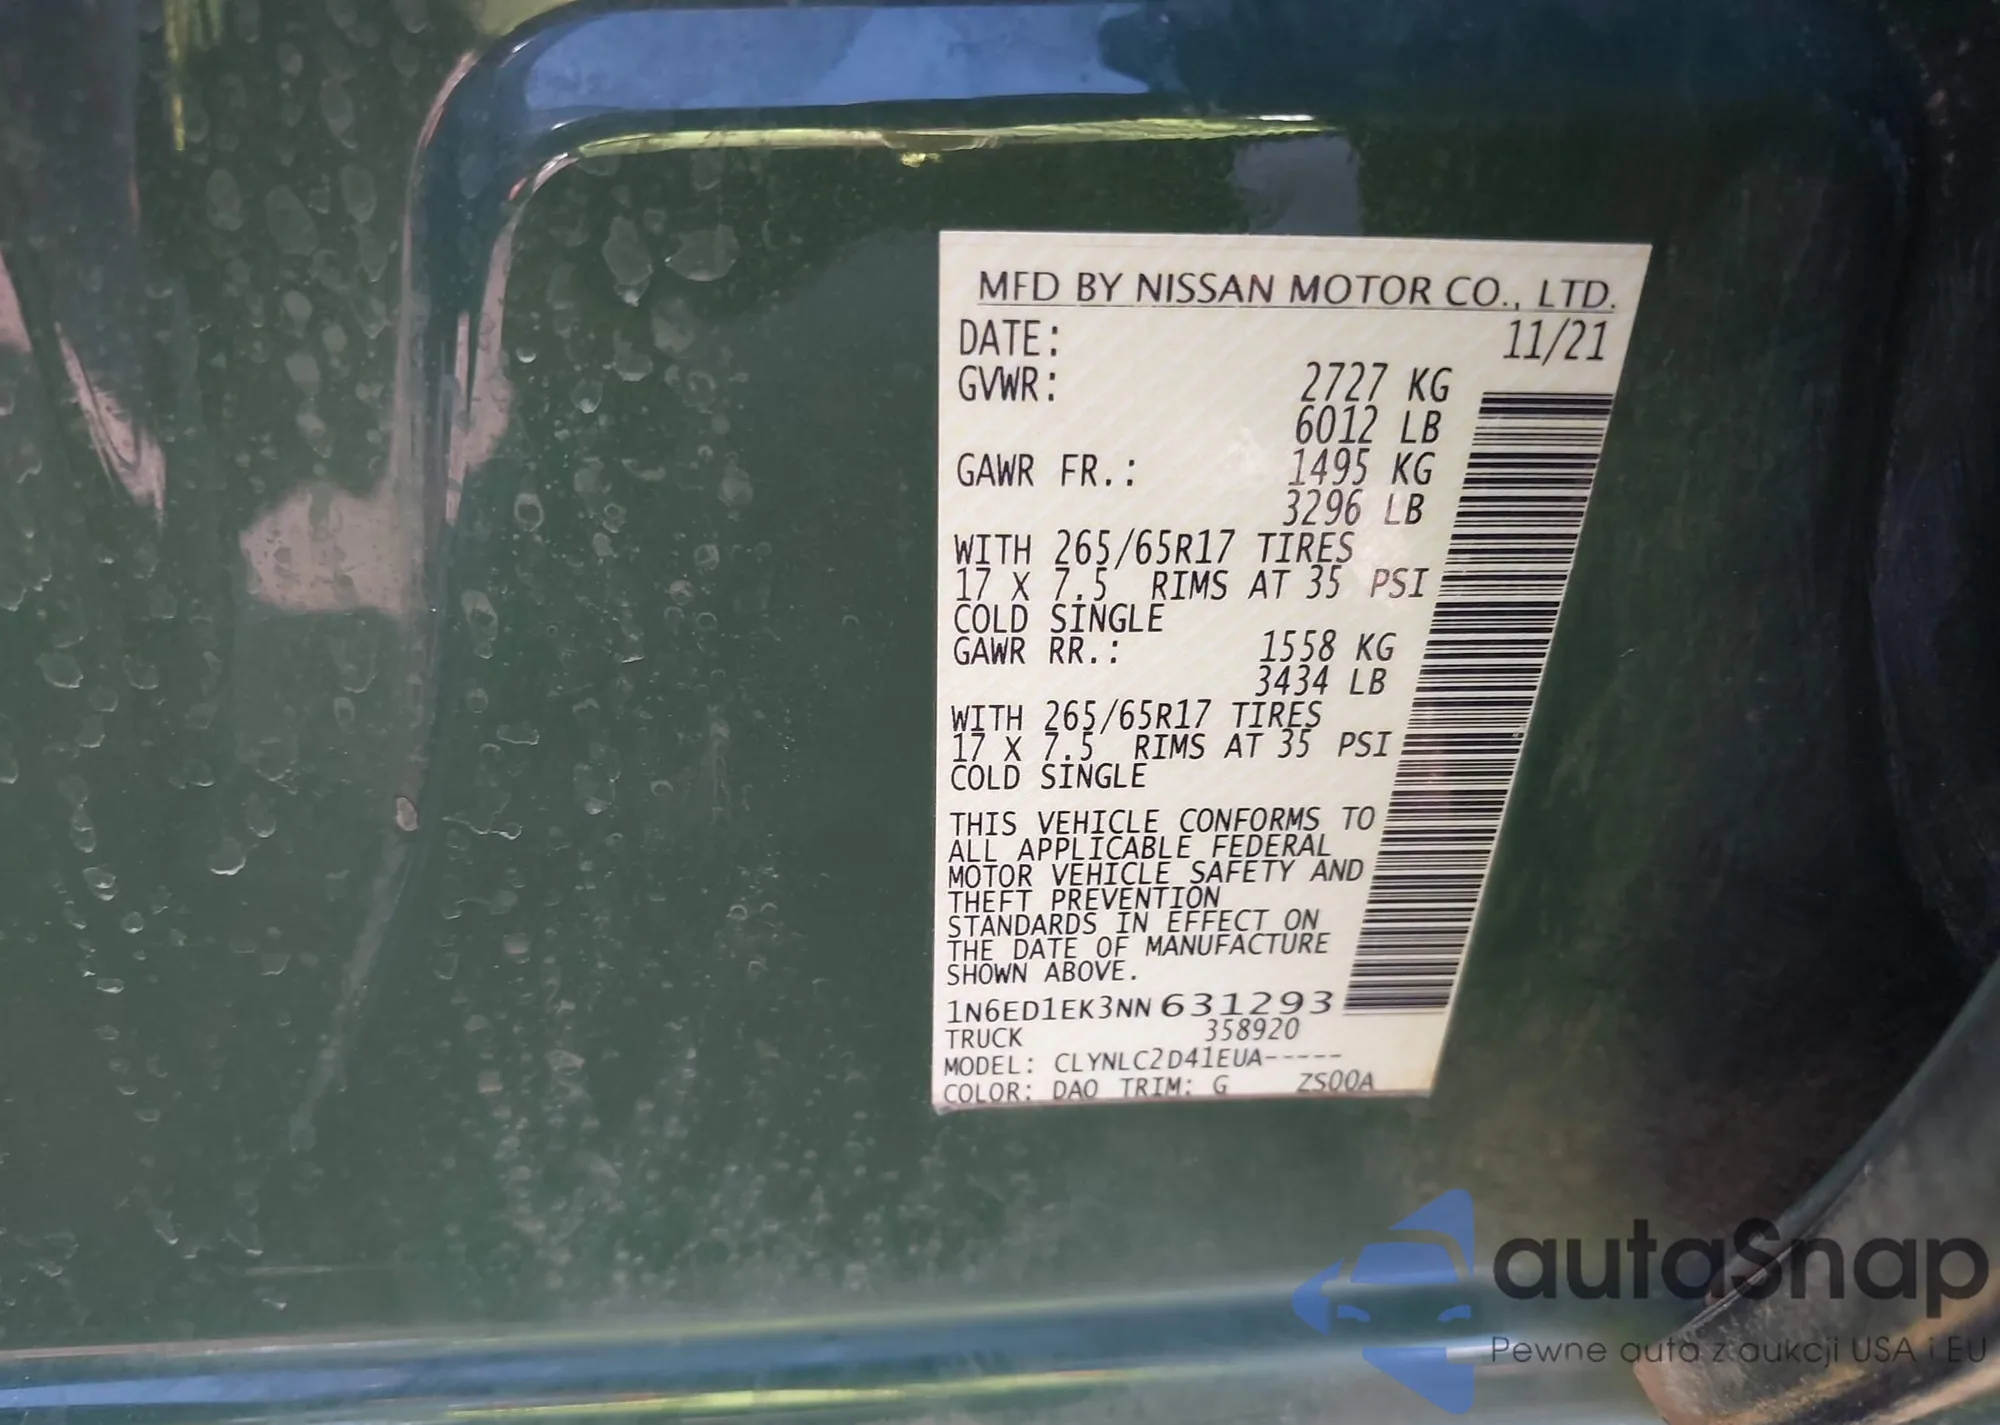 MFD BY NISSAN MOTOR CO., LTD.
DATE: 11/21
GVWR: 2727 KG
6012 LB
GAWR FR.: 1495 KG
3296 LB
WITH 265/65R17 TIRES
17 X 7.5 RIMS AT 35 PSI
COLD SINGLE
GAWR RR.: 1558 KG
3434 LB
WITH 265/65R17 TIRES
17 X 7.5 RIMS AT 35 PSI
COLD SINGLE
THIS VEHICLE CONFORMS TO
ALL APPLICABLE FEDERAL
MOTOR VEHICLE SAFETY AND
THEFT PREVENTION
STANDARDS IN EFFECT ON
THE DATE OF MANUFACTURE
SHOWN ABOVE.
1N6ED1EK3NN631293
TRUCK 358920
MODEL: CLYNLC2D41EUA-----
COLOR: DAO TRIM: G ZS00A
autaSnap
Pewne auta z aukcji USA i EU